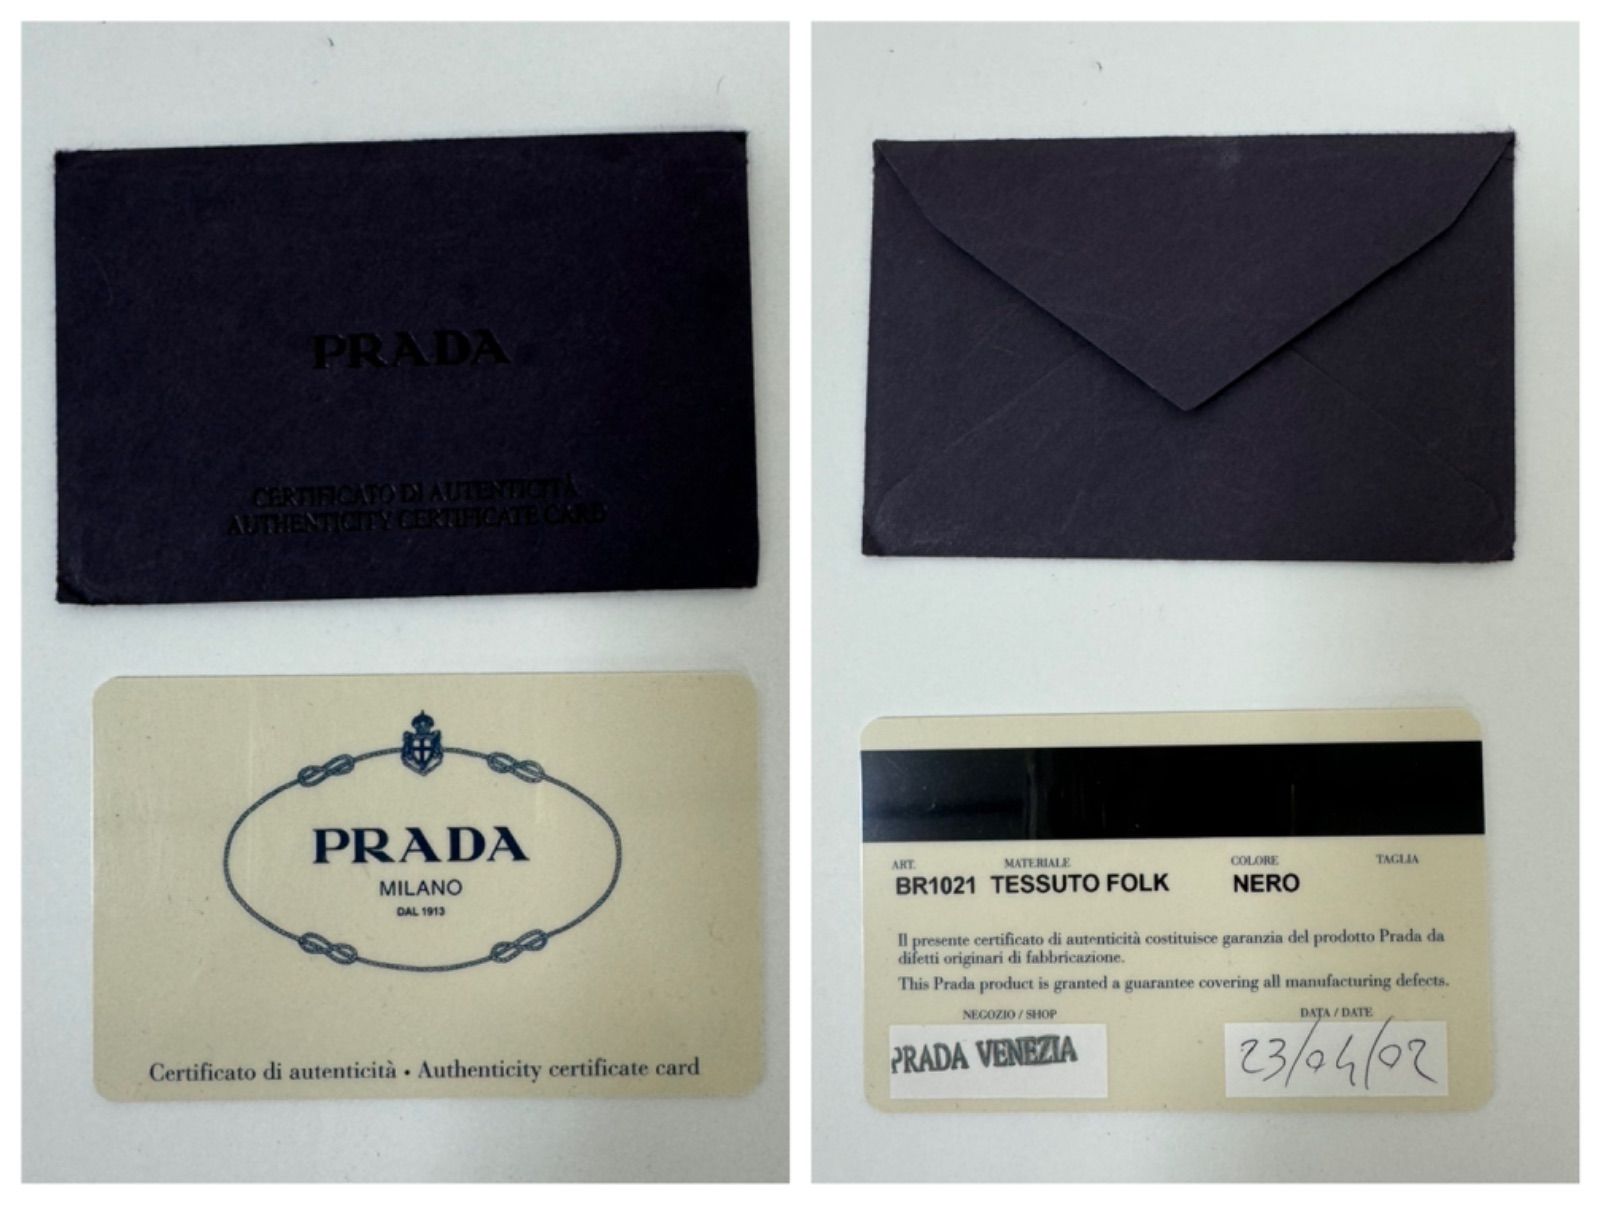 PRADA
CERTIFICATO DI AUTENTICITÀ
AUTHENTICITY CERTIFICATE CARD
PRADA
MILANO
DAL 1913
Certificato di autenticità • Authenticity certificate card
ART. MATERIALE COLORE TAGLIA
BR1021 TESSUTO FOLK NERO
Il presente certificato di autenticità costituisce garanzia del prodotto Prada da
difetti originari di fabbricazione.
This Prada product is granted a guarantee covering all manufacturing defects.
NEGOZIO / SHOP DATA / DATE
PRADA VENEZIA 23/04/02